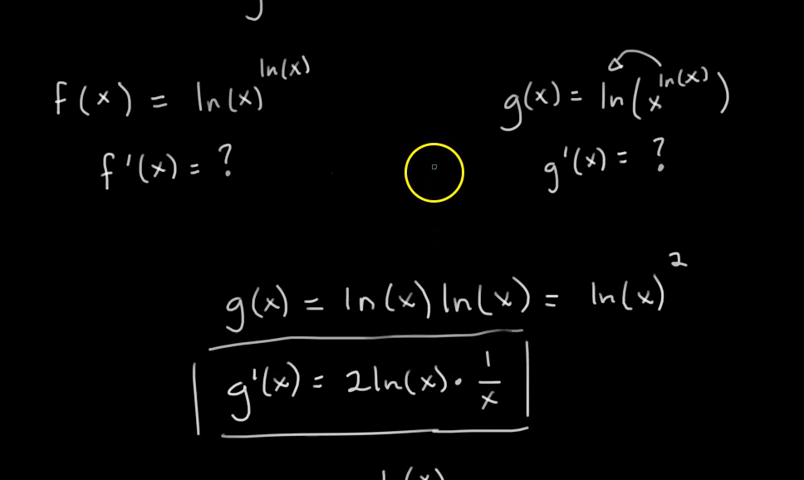 f(x) = ln(x)^ln(x)
g(x) = ln(x^ln(x))
f'(x) = ?
g'(x) = ?
g(x) = ln(x) ln(x) = ln(x)^2
g'(x) = 2ln(x) · 1/x